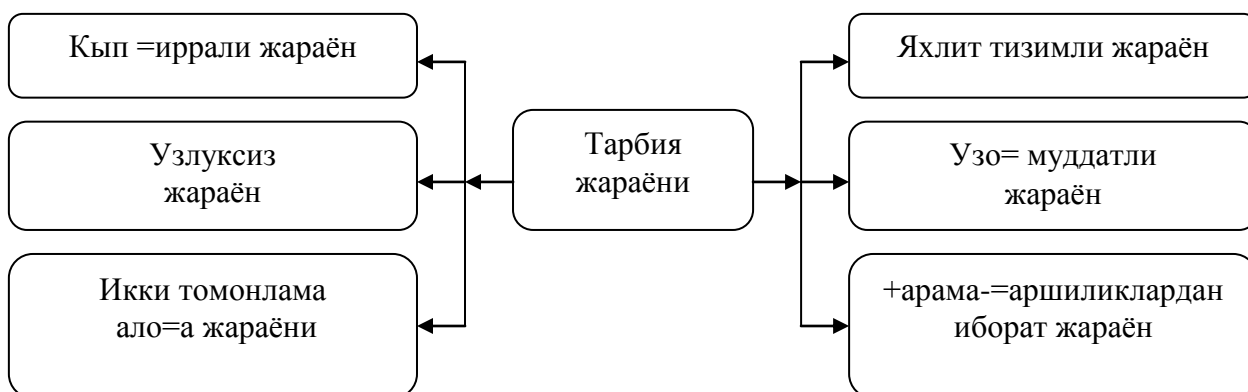 Кып =иррали жараён
Узлуксиз
жараён
Икки томонлама
ало=а жараёни
Тарбия
жараёни
Яхлит тизимли жараён
Узо= муддатли
жараён
+арама-=аршиликлардан
иборат жараён